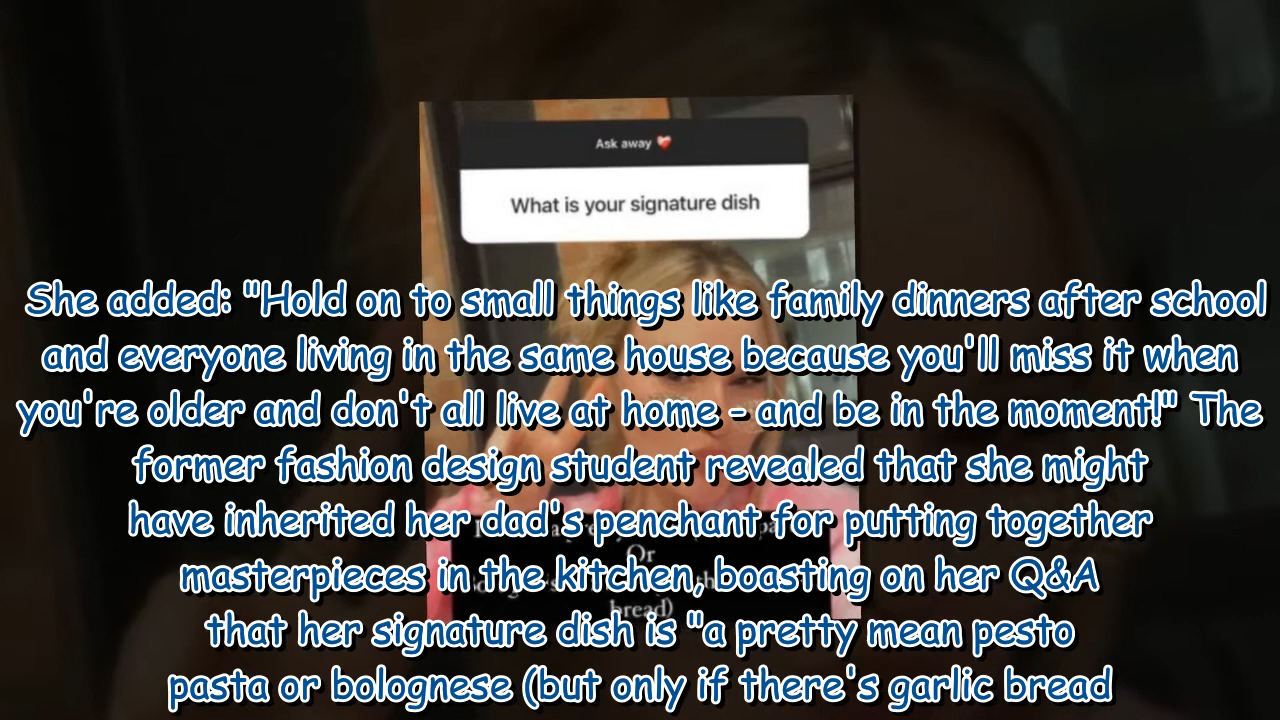 Ask away ❤️‍🩹
What is your signature dish
She added: "Hold on to small things like family dinners after school
and everyone living in the same house because you'll miss it when
you're older and don't all live at home - and be in the moment!" The
former fashion design student revealed that she might
have inherited her dad's penchant for putting together
Or
masterpieces in the kitchen, boasting on her Q&A
bread)
that her signature dish is "a pretty mean pesto
pasta or bolognese (but only if there's garlic bread